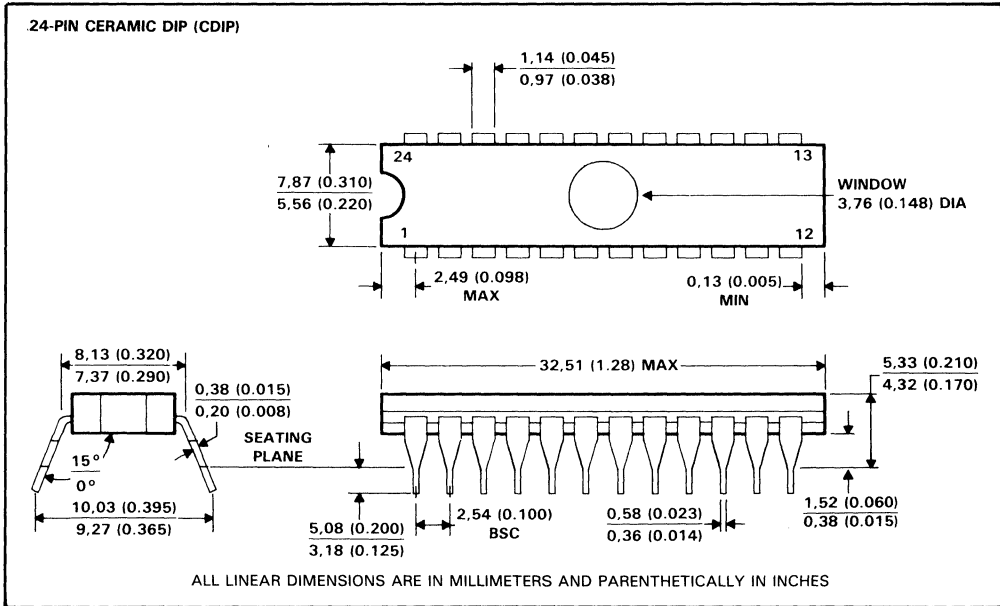 .24-PIN CERAMIC DIP (CDIP)
1,14 (0.045)
0,97 (0.038)
24
13
7,87 (0.310)
5,56 (0.220)
WINDOW
3,76 (0.148) DIA
1
12
2,49 (0.098)
MAX
0,13 (0.005)
MIN
8,13 (0.320)
7,37 (0.290)
32,51 (1.28) MAX
5,33 (0.210)
4,32 (0.170)
0,38 (0.015)
0,20 (0.008)
SEATING
PLANE
15°
0°
10,03 (0.395)
9,27 (0.365)
5,08 (0.200)
3,18 (0.125)
2,54 (0.100)
BSC
0,58 (0.023)
0,36 (0.014)
1,52 (0.060)
0,38 (0.015)
ALL LINEAR DIMENSIONS ARE IN MILLIMETERS AND PARENTHETICALLY IN INCHES